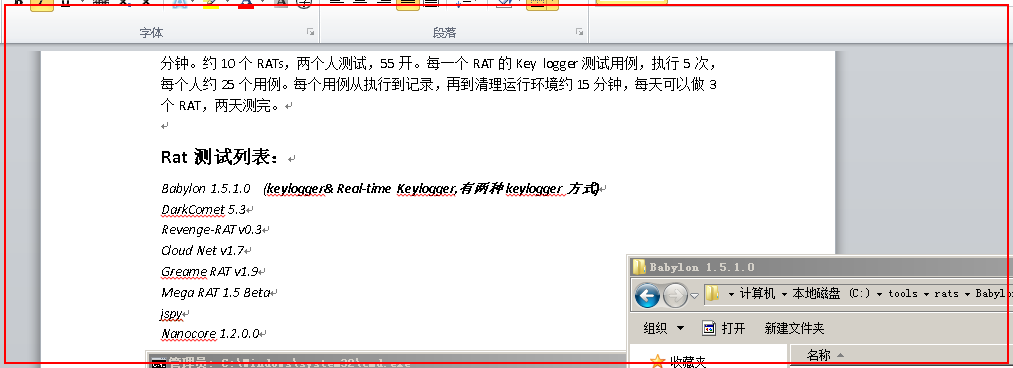 字体
段落
分钟。约 10 个 RATs，两个人测试，55 开。每一个 RAT 的 Key logger 测试用例，执行 5 次，
每个人约 25 个用例。每个用例从执行到记录，再到清理运行环境约 15 分钟，每天可以做 3
个 RAT，两天测完。
Rat 测试列表：
Babylon 1.5.1.0 (keylogger& Real-time Keylogger,有两种 keylogger 方式)
DarkComet 5.3
Revenge-RAT v0.3
Cloud Net v1.7
Greame RAT v1.9
Mega RAT 1.5 Beta
jspy
Nanocore 1.2.0.0
Babylon 1.5.1.0
计算机 本地磁盘 (C:) tools rats Babylo
组织 打开 新建文件夹
收藏夹 名称
管理员: C:\Windows\system32\cmd.exe